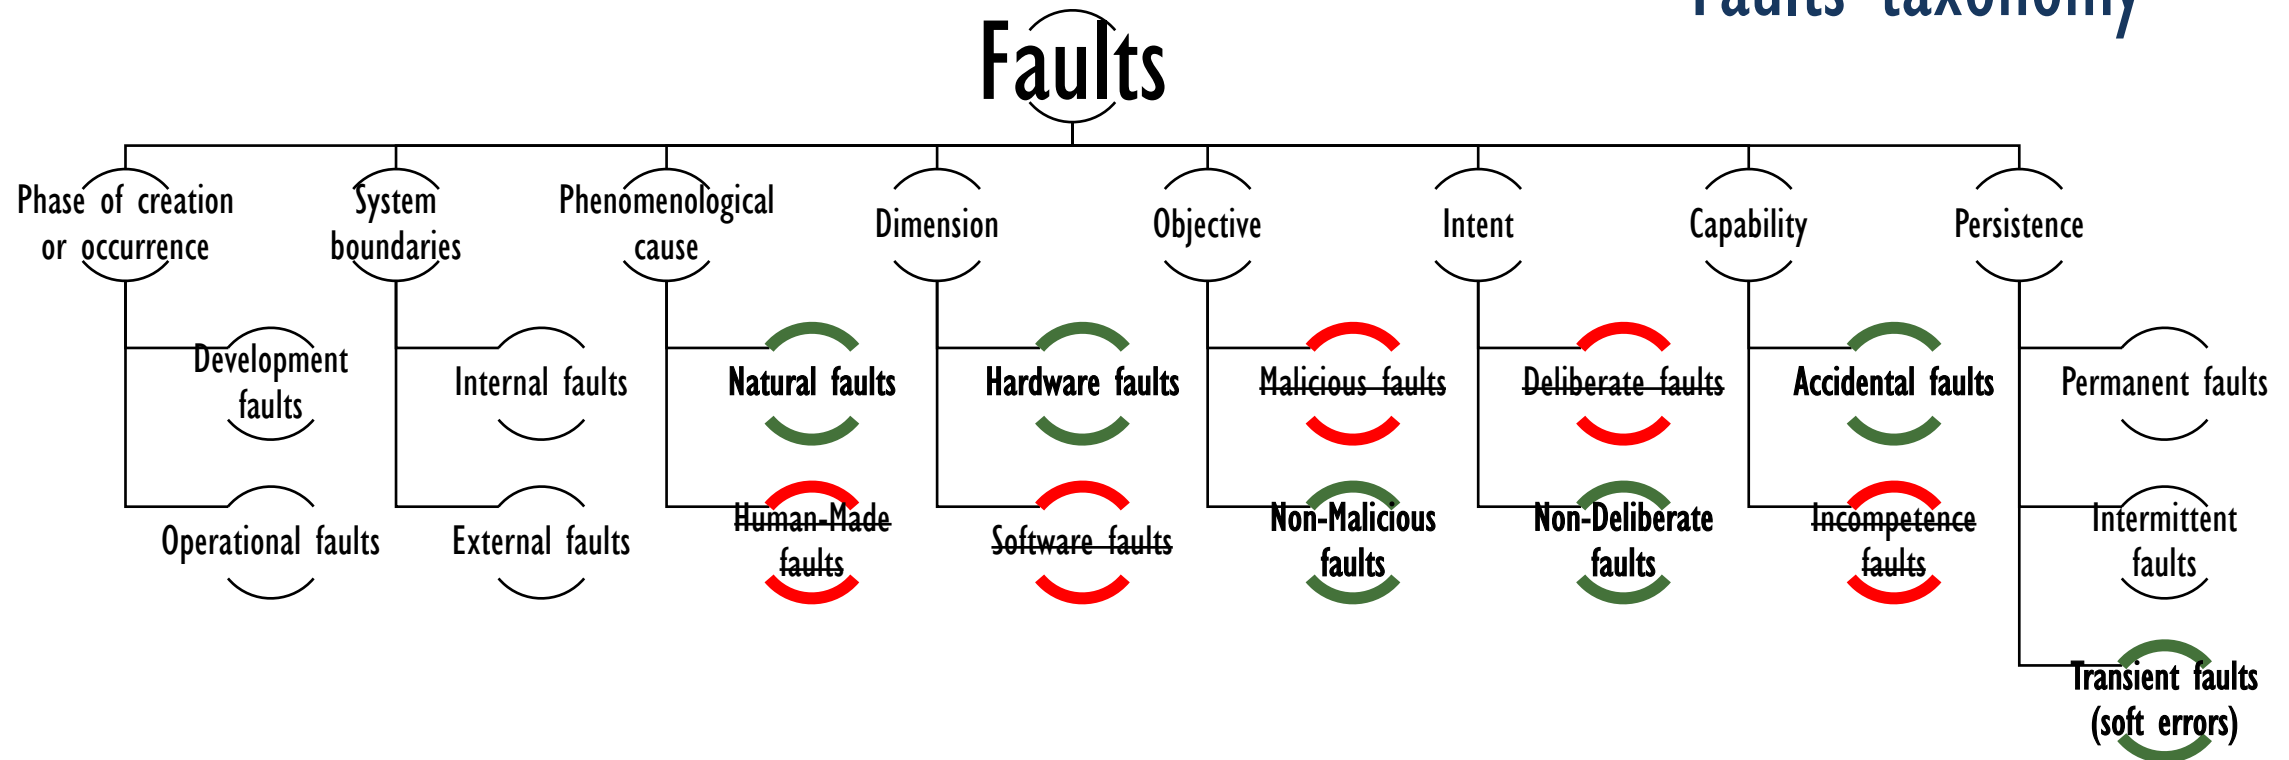 Faults taxonomy
Faults
Phase of creation
or occurrence
System
boundaries
Phenomenological
cause
Dimension
Objective
Intent
Capability
Persistence
Development
faults
Internal faults
Natural faults
Hardware faults
Malicious faults
Deliberate faults
Accidental faults
Permanent faults
Operational faults
External faults
Human-Made
faults
Software faults
Non-Malicious
faults
Non-Deliberate
faults
Incompetence
faults
Intermittent
faults
Transient faults
(soft errors)